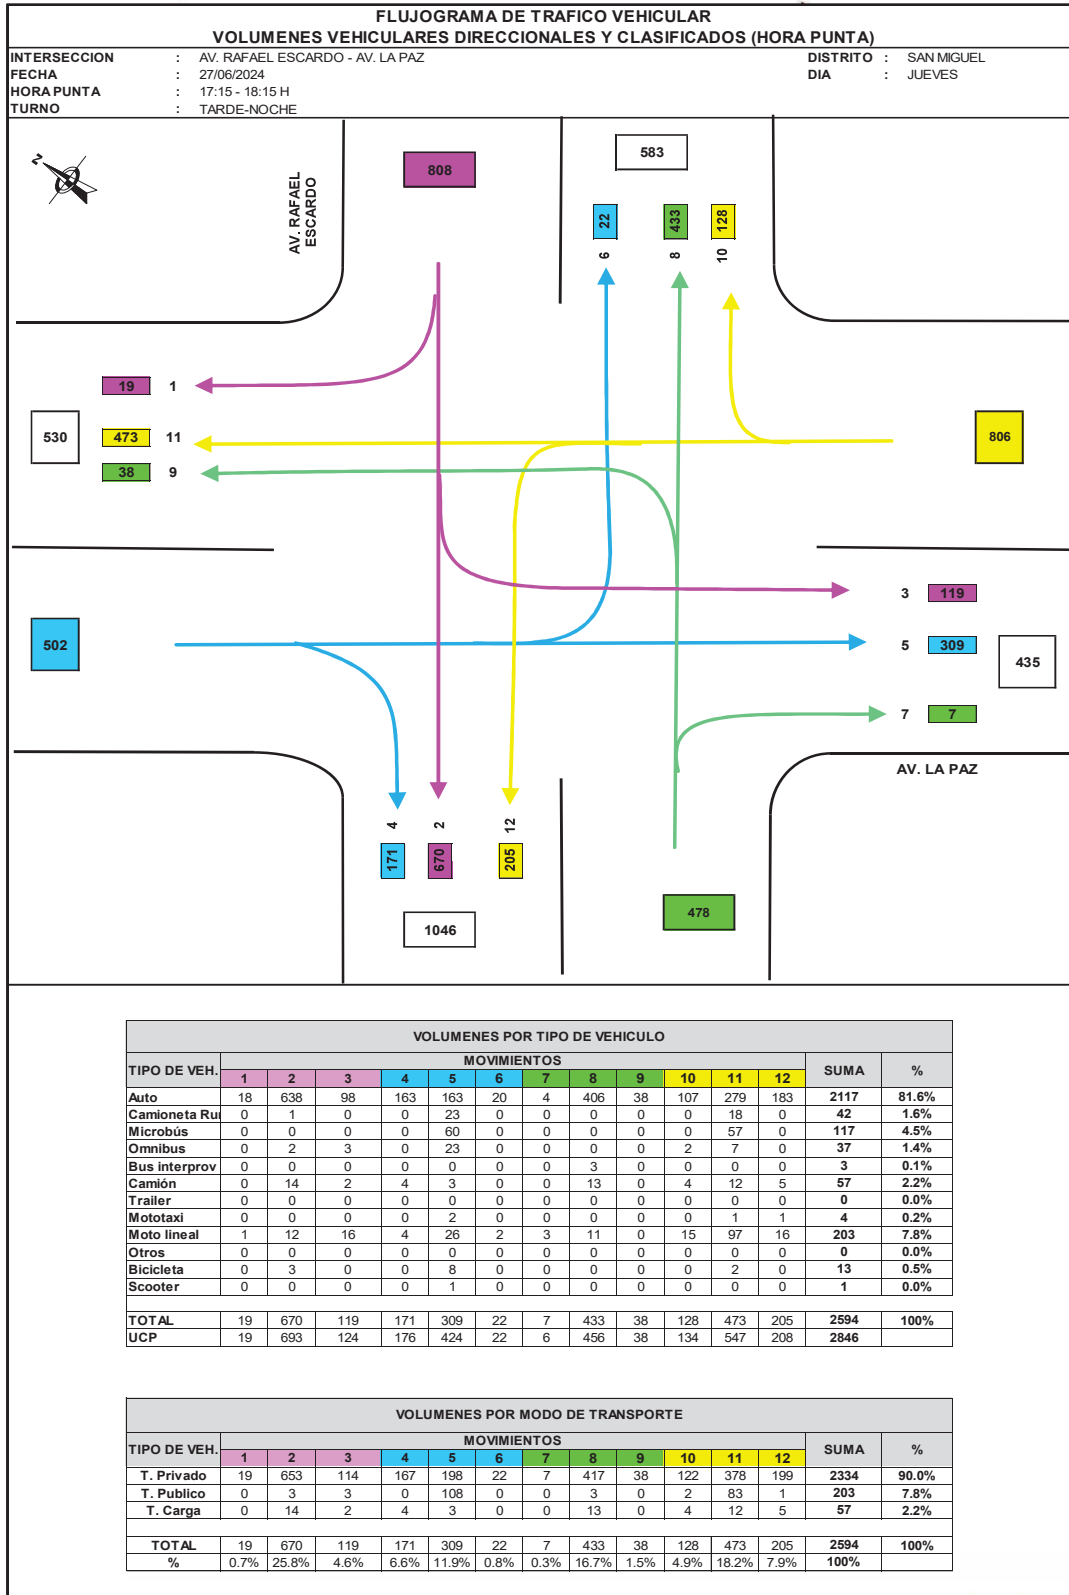 FLUJOGRAMA DE TRAFICO VEHICULAR
VOLUMENES VEHICULARES DIRECCIONALES Y CLASIFICADOS (HORA PUNTA)
INTERSECCION : AV. RAFAEL ESCARDO - AV. LA PAZ DISTRITO : SAN MIGUEL
FECHA : 27/06/2024 DIA : JUEVES
HORA PUNTA : 17:15 - 18:15 H
TURNO : TARDE-NOCHE
N
AV. RAFAEL
ESCARDO
808
583
22 433 128
6 8 10
19 1
530 473 11
38 9
806
502
3 119
5 309
435
7 7
AV. LA PAZ
4 2 12
171 670 205
1046
478
VOLUMENES POR TIPO DE VEHICULO
TIPO DE VEH. MOVIMIENTOS SUMA %
1 2 3 4 5 6 7 8 9 10 11 12
Auto 18 638 98 163 163 20 4 406 38 107 279 183 2117 81.6%
Camioneta Ru 0 1 0 0 23 0 0 0 0 0 18 0 42 1.6%
Microbús 0 0 0 0 60 0 0 0 0 0 57 0 117 4.5%
Omnibus 0 2 3 0 23 0 0 0 0 2 7 0 37 1.4%
Bus interprov 0 0 0 0 0 0 0 3 0 0 0 0 3 0.1%
Camión 0 14 2 4 3 0 0 13 0 4 12 5 57 2.2%
Trailer 0 0 0 0 0 0 0 0 0 0 0 0 0 0.0%
Mototaxi 0 0 0 0 2 0 0 0 0 0 1 1 4 0.2%
Moto lineal 1 12 16 4 26 2 3 11 0 15 97 16 203 7.8%
Otros 0 0 0 0 0 0 0 0 0 0 0 0 0 0.0%
Bicicleta 0 3 0 0 8 0 0 0 0 0 2 0 13 0.5%
Scooter 0 0 0 0 1 0 0 0 0 0 0 0 1 0.0%
TOTAL 19 670 119 171 309 22 7 433 38 128 473 205 2594 100%
UCP 19 693 124 176 424 22 6 456 38 134 547 208 2846
VOLUMENES POR MODO DE TRANSPORTE
TIPO DE VEH. MOVIMIENTOS SUMA %
1 2 3 4 5 6 7 8 9 10 11 12
T. Privado 19 653 114 167 198 22 7 417 38 122 378 199 2334 90.0%
T. Publico 0 3 3 0 108 0 0 3 0 2 83 1 203 7.8%
T. Carga 0 14 2 4 3 0 0 13 0 4 12 5 57 2.2%
TOTAL 19 670 119 171 309 22 7 433 38 128 473 205 2594 100%
% 0.7% 25.8% 4.6% 6.6% 11.9% 0.8% 0.3% 16.7% 1.5% 4.9% 18.2% 7.9% 100%